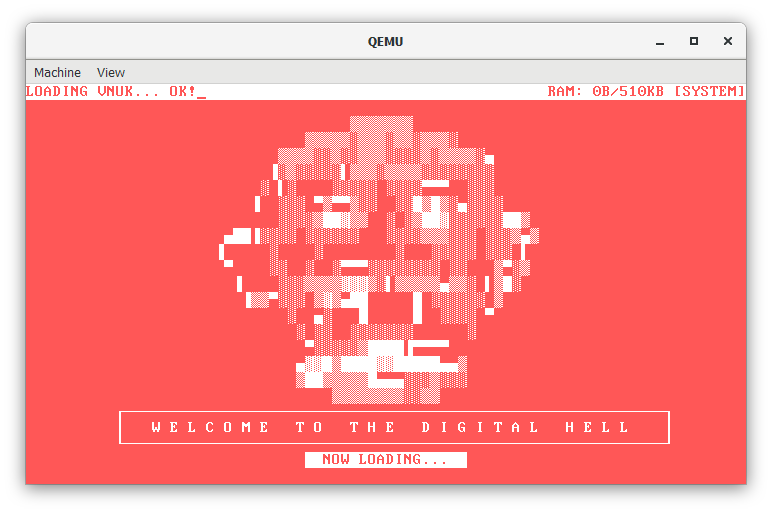 QEMU
Machine View
LOADING VNUK... OK!_ RAM: 0B/510KB [SYSTEM]
WELCOME TO THE DIGITAL HELL
NOW LOADING...